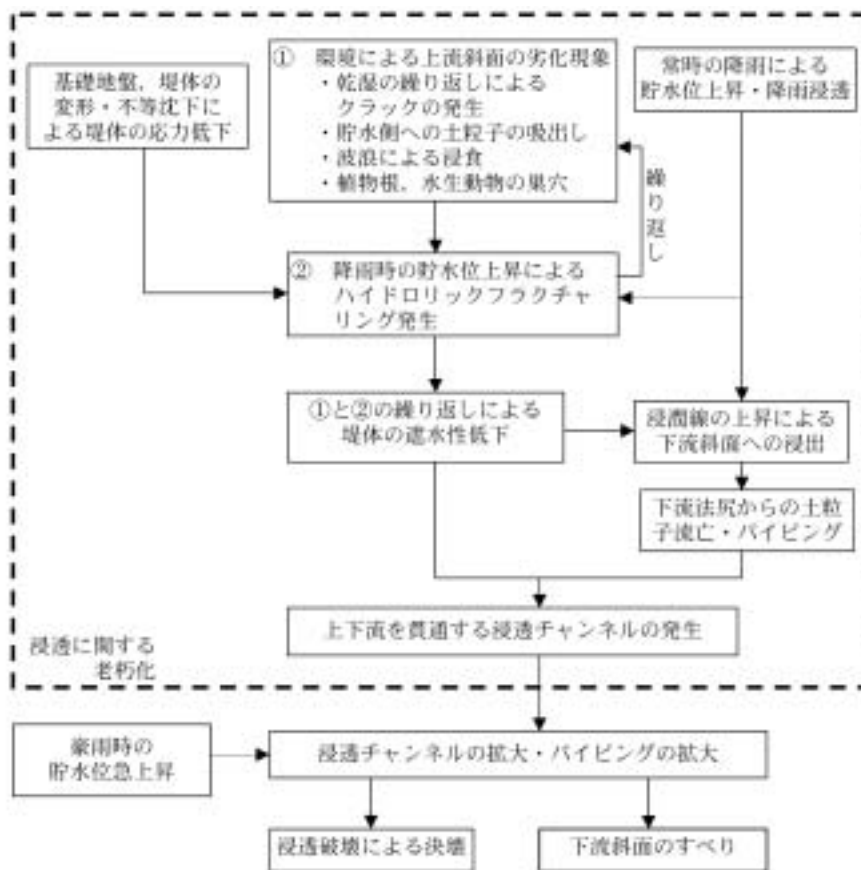 基礎地盤，堤体の
変形・不等沈下に
よる堤体の応力低下
① 環境による上流斜面の劣化現象
・乾湿の繰り返しによる
クラックの発生
・貯水側への土粒子の吸出し
・波浪による浸食
・植物根，水生動物の巣穴
常時の降雨による
貯水位上昇・降雨浸透
繰り返し
② 降雨時の貯水位上昇による
ハイドロリックフラクチャ
リング発生
①と②の繰り返しによる
堤体の遮水性低下
浸潤線の上昇による
下流斜面への浸出
下流法尻からの土粒
子流亡・パイピング
上下流を貫通する浸透チャンネルの発生
浸透に関する
老朽化
豪雨時の
貯水位急上昇
浸透チャンネルの拡大・パイピングの拡大
浸透破壊による決壊
下流斜面のすべり